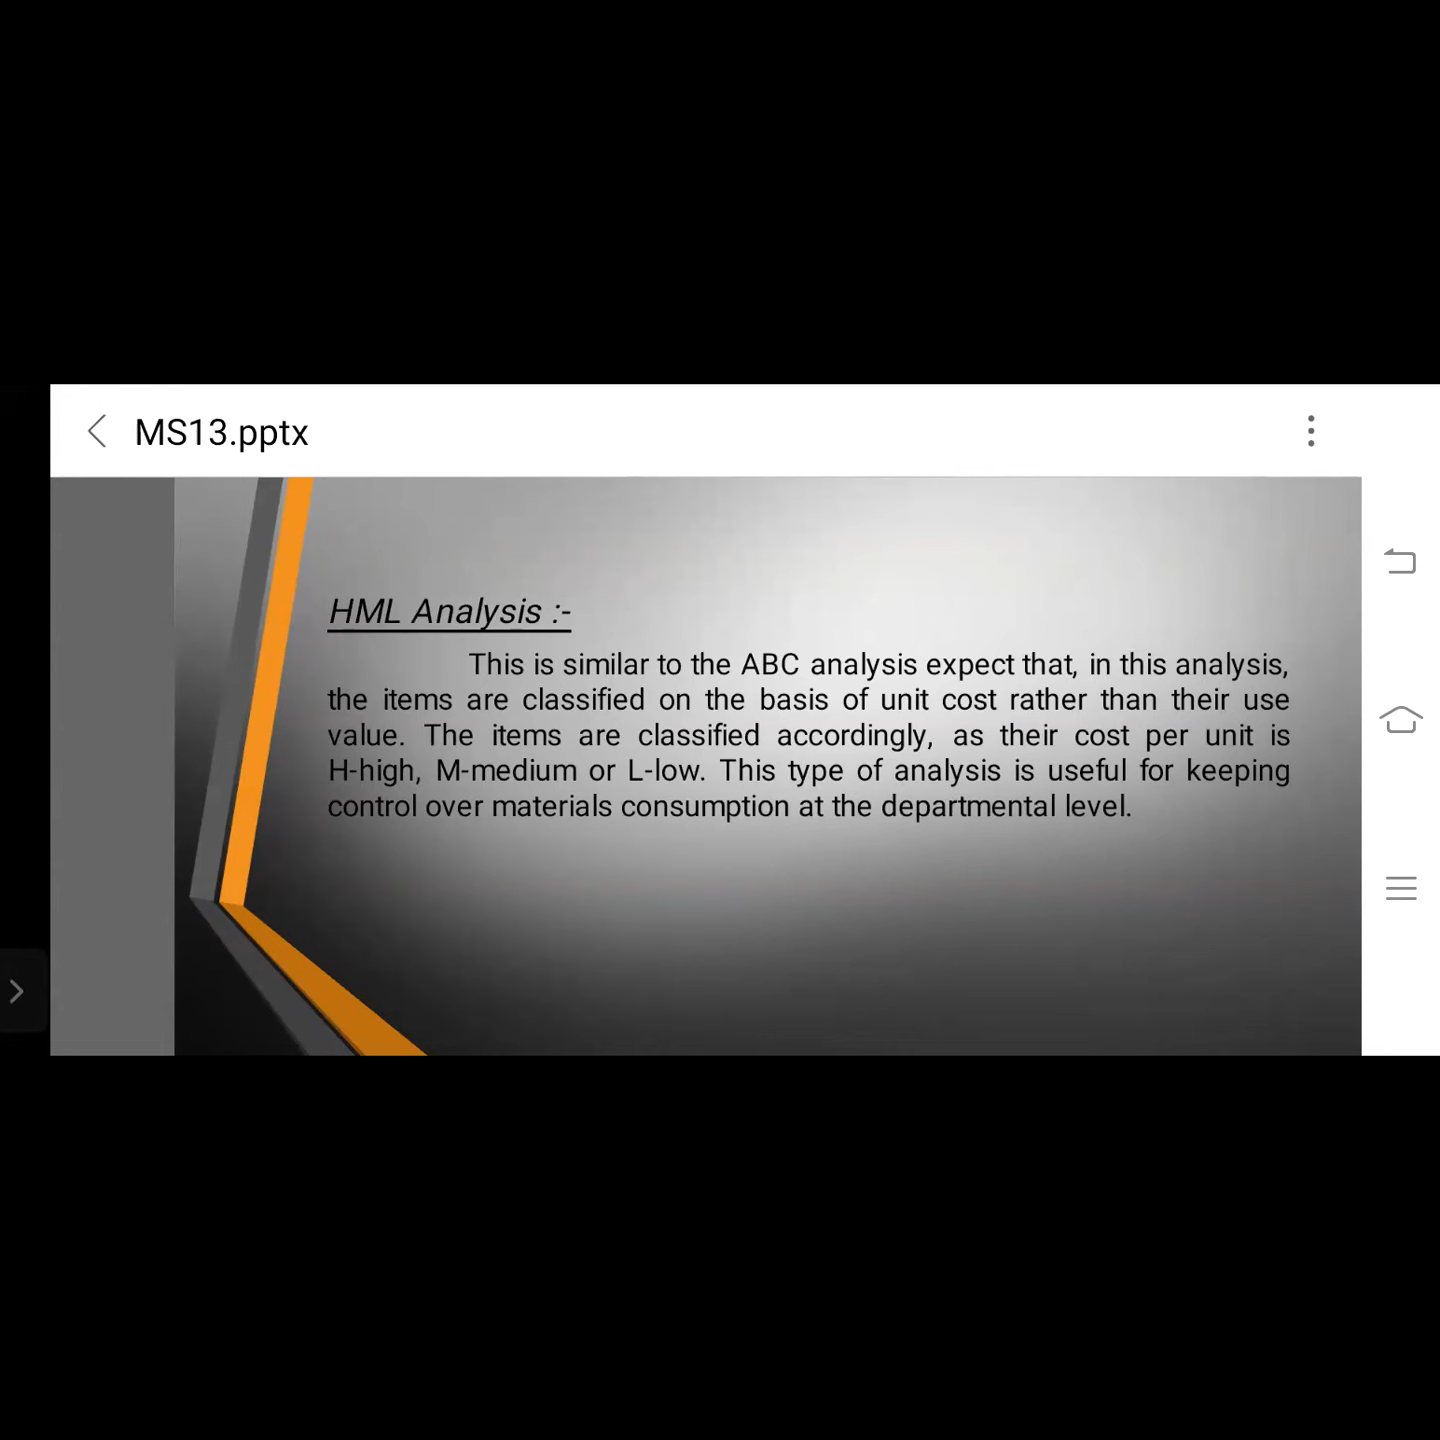 MS13.pptx
HML Analysis :-
This is similar to the ABC analysis expect that, in this analysis,
the items are classified on the basis of unit cost rather than their use
value. The items are classified accordingly, as their cost per unit is
H-high, M-medium or L-low. This type of analysis is useful for keeping
control over materials consumption at the departmental level.